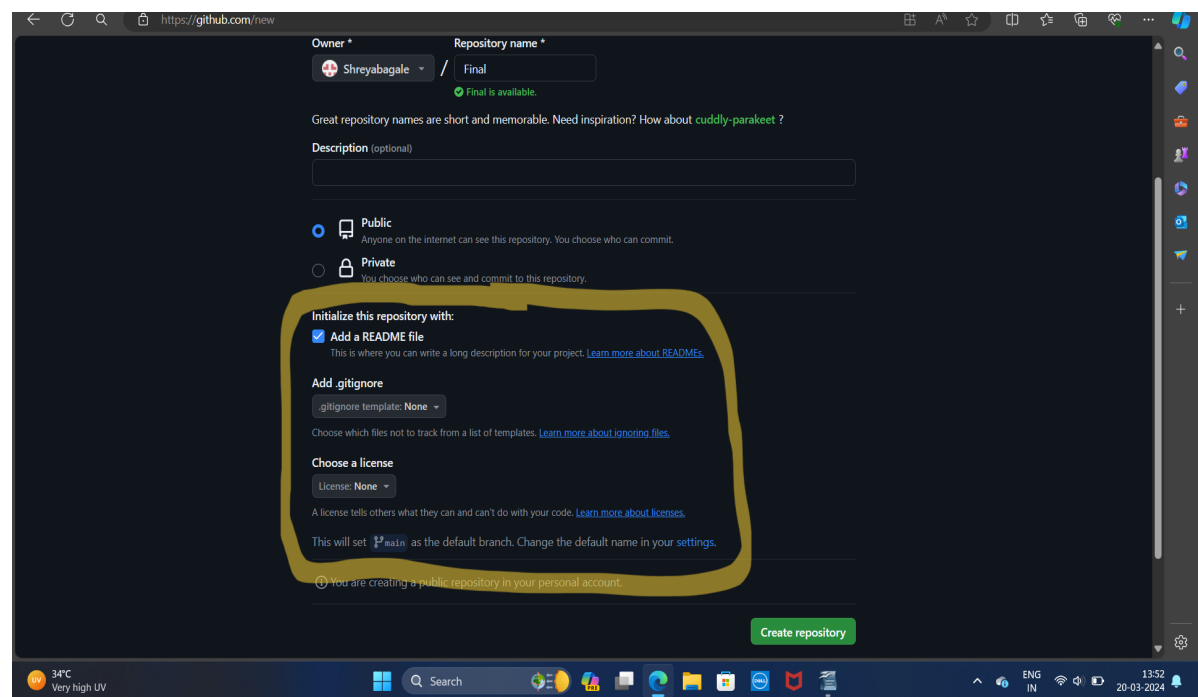 https://github.com/new
Owner * Repository name *
Shreyabagale / Final
Final is available.
Great repository names are short and memorable. Need inspiration? How about cuddly-parakeet ?
Description (optional)
Public
Anyone on the internet can see this repository. You choose who can commit.
Private
You choose who can see and commit to this repository.
Initialize this repository with:
Add a README file
This is where you can write a long description for your project. Learn more about READMEs.
Add .gitignore
.gitignore template: None
Choose which files not to track from a list of templates. Learn more about ignoring files.
Choose a license
License: None
A license tells others what they can and can't do with your code. Learn more about licenses.
This will set main as the default branch. Change the default name in your settings.
You are creating a public repository in your personal account.
Create repository
UV 34°C
Very high UV
Search
PRE
DELL
ENG
IN
13:52
20-03-2024